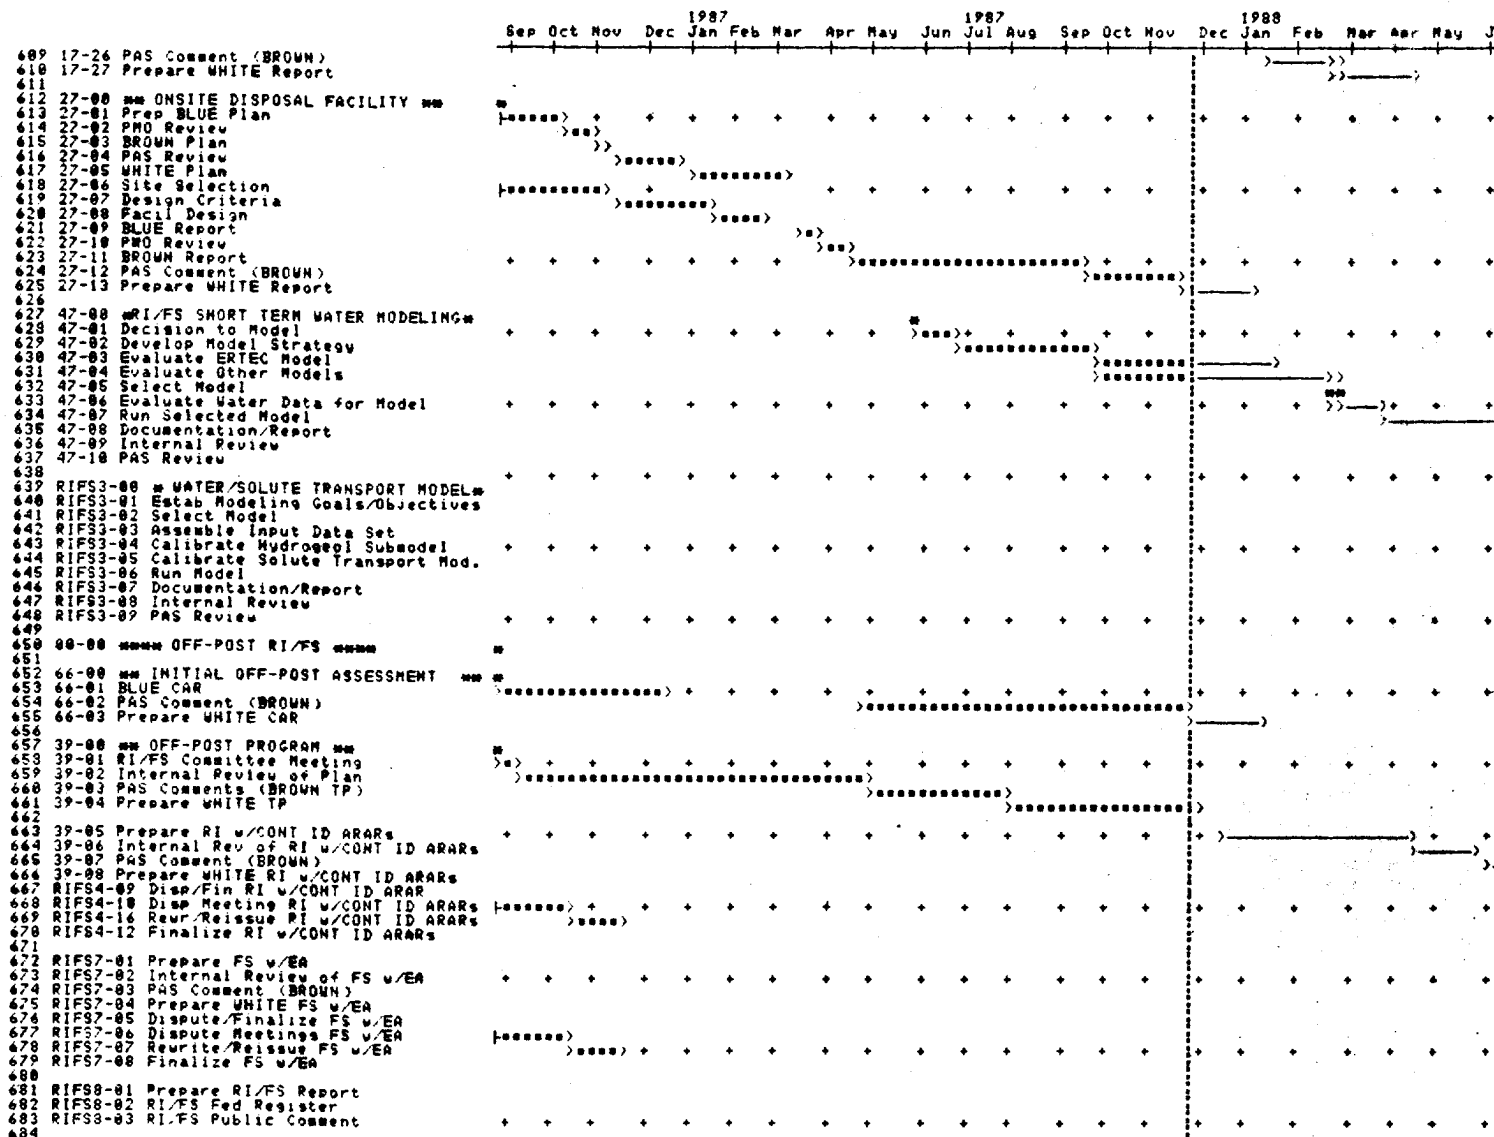 1987 1987 1988
Sep Oct Nov Dec Jan Feb Mar Apr May Jun Jul Aug Sep Oct Nov Dec Jan Feb Mar Apr May J
609 17-26 PAS Comment (BROWN)
610 17-27 Prepare WHITE Report
611
612 27-00 ** ONSITE DISPOSAL FACILITY **
613 27-01 Prep BLUE Plan
614 27-02 PMO Review
615 27-03 BROWN Plan
616 27-04 PAS Review
617 27-05 WHITE Plan
618 27-06 Site Selection
619 27-07 Design Criteria
620 27-08 Facil Design
621 27-09 BLUE Report
622 27-10 PMO Review
623 27-11 BROWN Report
624 27-12 PAS Comment (BROWN)
625 27-13 Prepare WHITE Report
626
627 47-00 *RI/FS SHORT TERM WATER MODELING*
628 47-01 Decision to Model
629 47-02 Develop Model Strategy
630 47-03 Evaluate ERTEC Model
631 47-04 Evaluate Other Models
632 47-05 Select Model
633 47-06 Evaluate Water Data for Model
634 47-07 Run Selected Model
635 47-08 Documentation/Report
636 47-09 Internal Review
637 47-10 PAS Review
638
639 RIFS3-00 * WATER/SOLUTE TRANSPORT MODEL*
640 RIFS3-01 Estab Modeling Goals/Objectives
641 RIFS3-02 Select Model
642 RIFS3-03 Assemble Input Data Set
643 RIFS3-04 Calibrate Hydrogeol Submodel
644 RIFS3-05 Calibrate Solute Transport Mod.
645 RIFS3-06 Run Model
646 RIFS3-07 Documentation/Report
647 RIFS3-08 Internal Review
648 RIFS3-09 PAS Review
649
650 00-00 **** OFF-POST RI/FS ****
651
652 66-00 ** INITIAL OFF-POST ASSESSMENT **
653 66-01 BLUE CAR
654 66-02 PAS Comment (BROWN)
655 66-03 Prepare WHITE CAR
656
657 39-00 ** OFF-POST PROGRAM **
658 39-01 RI/FS Committee Meeting
659 39-02 Internal Review of Plan
660 39-03 PAS Comments (BROWN TP)
661 39-04 Prepare WHITE TP
662
663 39-05 Prepare RI w/CONT ID ARARs
664 39-06 Internal Rev of RI w/CONT ID ARARs
665 39-07 PAS Comment (BROWN)
666 39-08 Prepare WHITE RI w/CONT ID ARARs
667 RIFS4-09 Disp/Fin RI w/CONT ID ARAR
668 RIFS4-10 Disp Meeting RI w/CONT ID ARARs
669 RIFS4-16 Rewr/Reissue RI w/CONT ID ARARs
670 RIFS4-12 Finalize RI w/CONT ID ARARs
671
672 RIFS7-01 Prepare FS w/EA
673 RIFS7-02 Internal Review of FS w/EA
674 RIFS7-03 PAS Comment (BROWN)
675 RIFS7-04 Prepare WHITE FS w/EA
676 RIFS7-05 Dispute/Finalize FS w/EA
677 RIFS7-06 Dispute Meetings FS w/EA
678 RIFS7-07 Rewrite/Reissue FS w/EA
679 RIFS7-08 Finalize FS w/EA
680
681 RIFS8-01 Prepare RI/FS Report
682 RIFS8-02 RI/FS Fed Register
683 RIFS8-03 RI/FS Public Comment
684